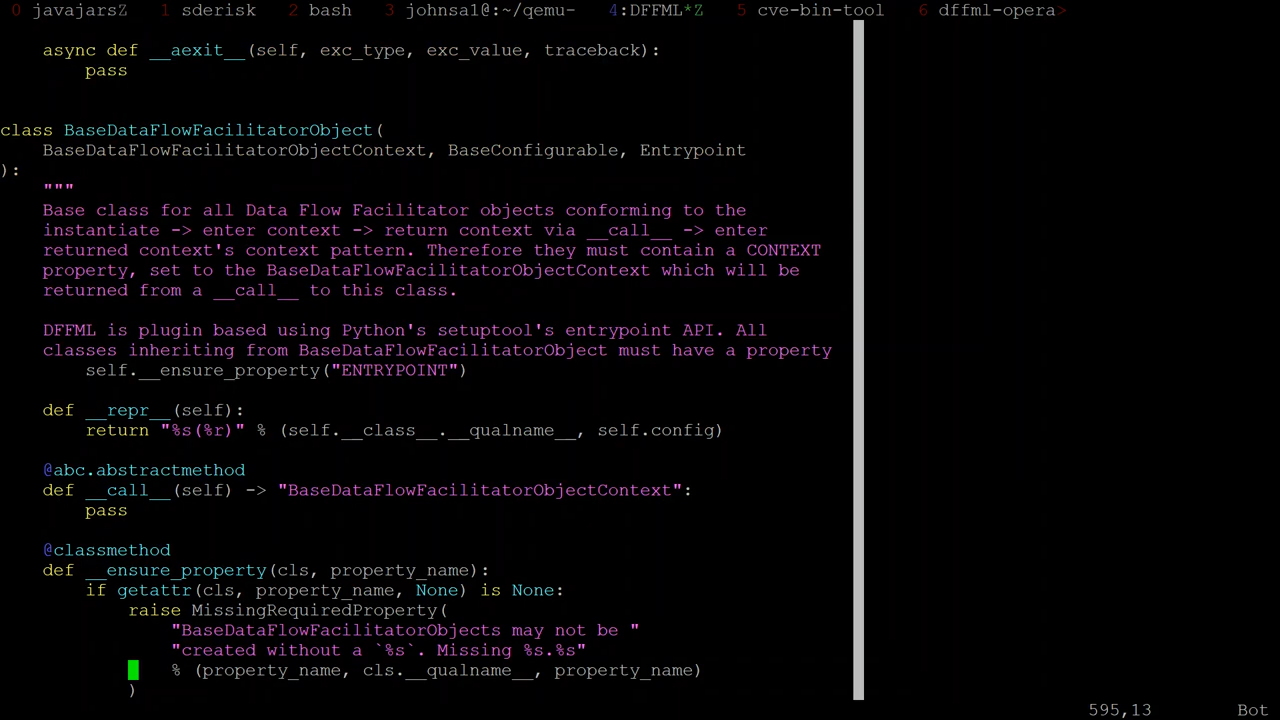 0 javajarsZ 1 sderisk 2 bash 3 johnsa1@:~/qemu- 4:DFFML*Z 5 cve-bin-tool 6 dffml-opera>
    async def __aexit__(self, exc_type, exc_value, traceback):
        pass
class BaseDataFlowFacilitatorObject(
    BaseDataFlowFacilitatorObjectContext, BaseConfigurable, Entrypoint
):
    """
    Base class for all Data Flow Facilitator objects conforming to the
    instantiate -> enter context -> return context via __call__ -> enter
    returned context's context pattern. Therefore they must contain a CONTEXT
    property, set to the BaseDataFlowFacilitatorObjectContext which will be
    returned from a __call__ to this class.
    DFFML is plugin based using Python's setuptool's entrypoint API. All
    classes inheriting from BaseDataFlowFacilitatorObject must have a property
        self.__ensure_property("ENTRYPOINT")
    def __repr__(self):
        return "%s(%r)" % (self.__class__.__qualname__, self.config)
    @abc.abstractmethod
    def __call__(self) -> "BaseDataFlowFacilitatorObjectContext":
        pass
    @classmethod
    def __ensure_property(cls, property_name):
        if getattr(cls, property_name, None) is None:
            raise MissingRequiredProperty(
                "BaseDataFlowFacilitatorObjects may not be "
                "created without a `%s`. Missing %s.%s"
                % (property_name, cls.__qualname__, property_name)
            )
595,13 Bot